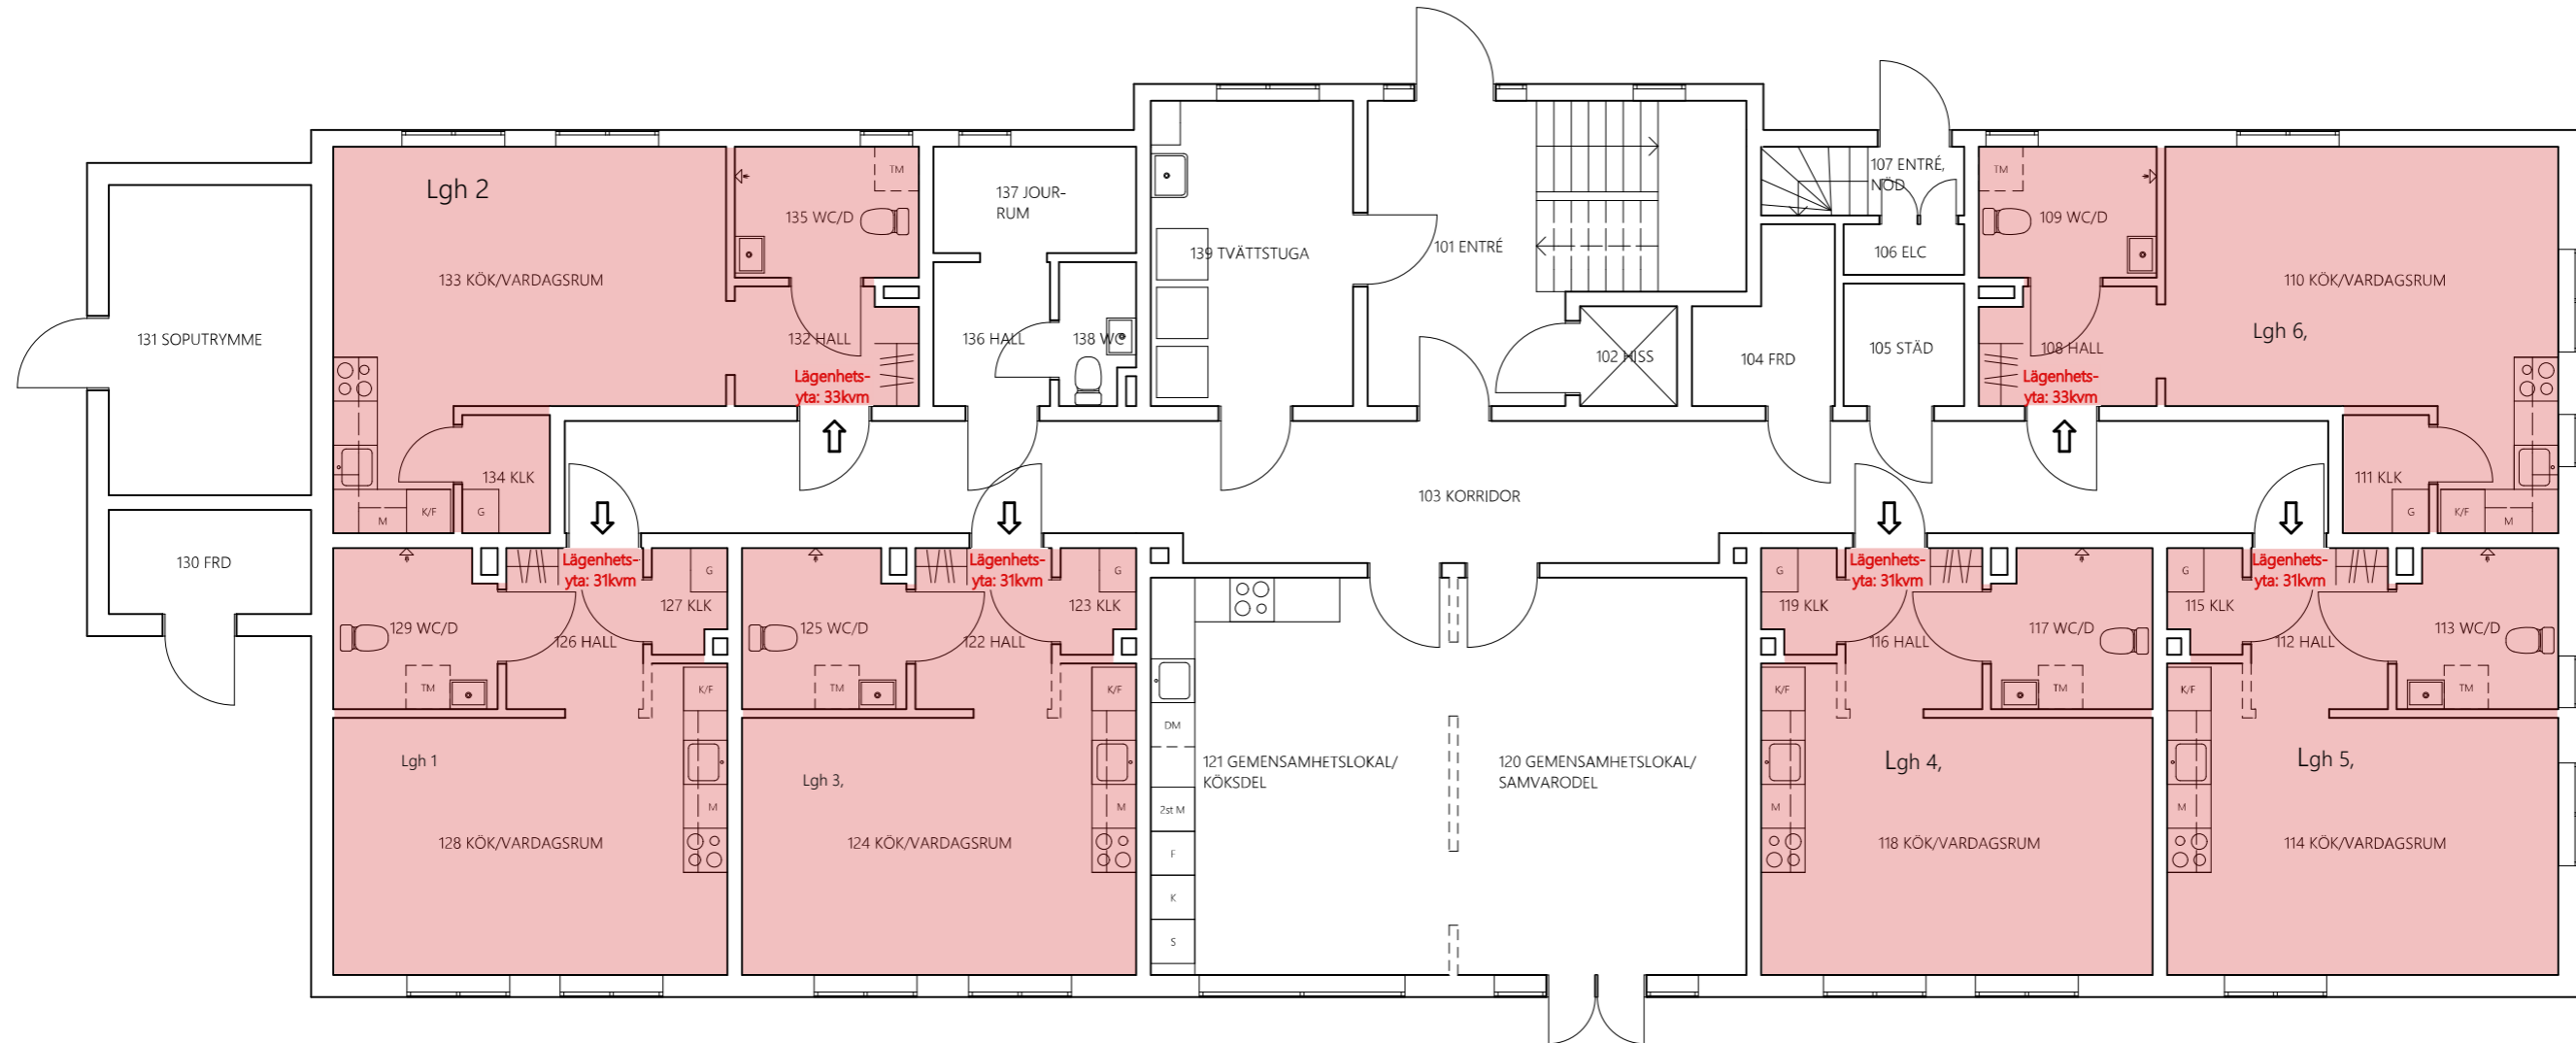 Lgh 2
133 KÖK/VARDAGSRUM
134 KLK
M
K/F
G
135 WC/D
TM
132 HALL
Lägenhets-
yta: 33kvm
131 SOPUTRYMME
130 FRD
137 JOUR-
RUM
136 HALL
138 WC
139 TVÄTTSTUGA
101 ENTRÉ
102 HISS
103 KORRIDOR
104 FRD
105 STÄD
106 ELC
107 ENTRÉ,
NÖD
TM
109 WC/D
108 HALL
Lägenhets-
yta: 33kvm
110 KÖK/VARDAGSRUM
Lgh 6,
111 KLK
G
K/F
M
129 WC/D
TM
126 HALL
Lägenhets-
yta: 31kvm
127 KLK
G
K/F
M
Lgh 1
128 KÖK/VARDAGSRUM
125 WC/D
TM
122 HALL
Lägenhets-
yta: 31kvm
123 KLK
G
K/F
M
Lgh 3,
124 KÖK/VARDAGSRUM
DM
2st M
F
K
S
121 GEMENSAMHETSLOKAL/
KÖKSDEL
120 GEMENSAMHETSLOKAL/
SAMVARODEL
G
119 KLK
Lägenhets-
yta: 31kvm
116 HALL
117 WC/D
TM
K/F
M
Lgh 4,
118 KÖK/VARDAGSRUM
G
115 KLK
Lägenhets-
yta: 31kvm
112 HALL
113 WC/D
TM
K/F
M
Lgh 5,
114 KÖK/VARDAGSRUM